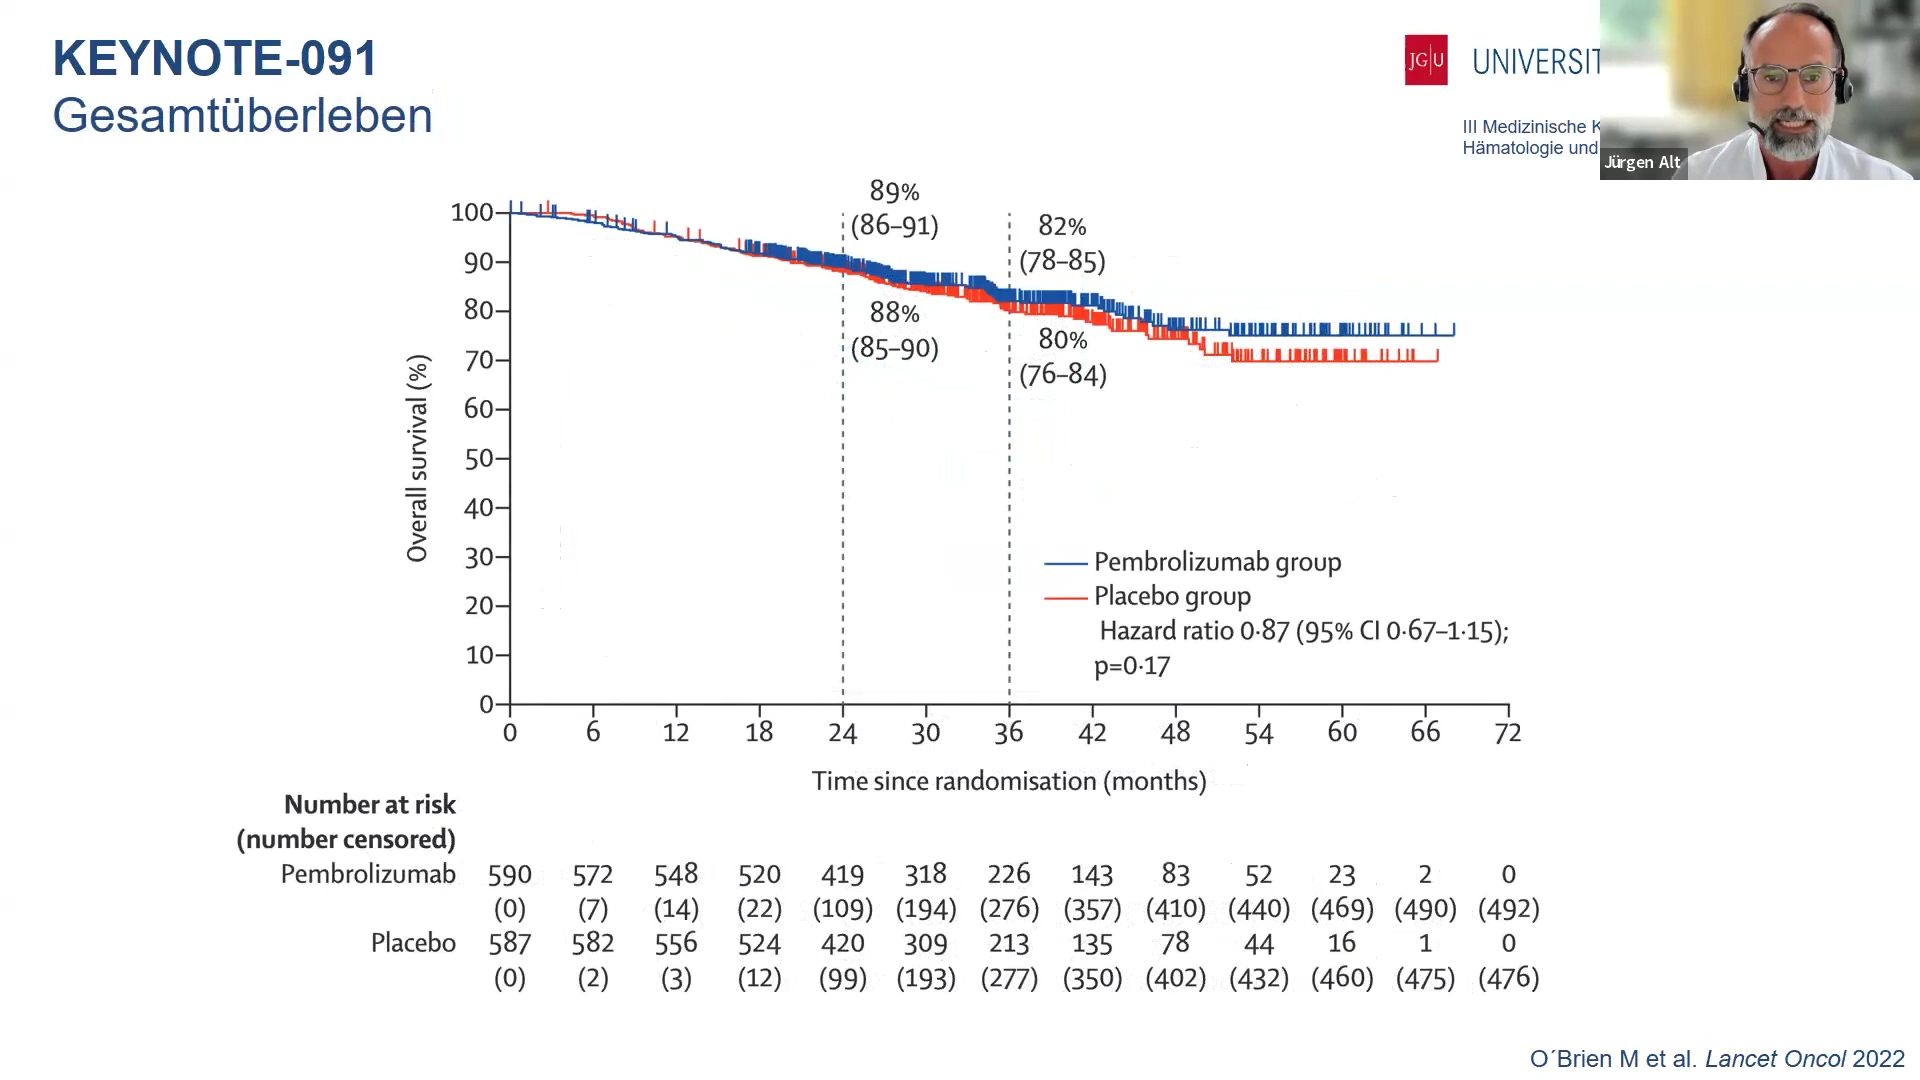 KEYNOTE-091
Gesamtüberleben
JG|U
UNIVERSIT
III Medizinische K
Hämatologie und
Jürgen Alt
89%
(86–91)
82%
(78–85)
88%
(85–90)
80%
(76–84)
Overall survival (%)
100
90
80
70
60
50
40
30
20
10
0
Pembrolizumab group
Placebo group
Hazard ratio 0·87 (95% CI 0·67–1·15);
p=0·17
0 6 12 18 24 30 36 42 48 54 60 66 72
Time since randomisation (months)
Number at risk
(number censored)
Pembrolizumab 590 572 548 520 419 318 226 143 83 52 23 2 0
(0) (7) (14) (22) (109) (194) (276) (357) (410) (440) (469) (490) (492)
Placebo 587 582 556 524 420 309 213 135 78 44 16 1 0
(0) (2) (3) (12) (99) (193) (277) (350) (402) (432) (460) (475) (476)
O´Brien M et al. Lancet Oncol 2022